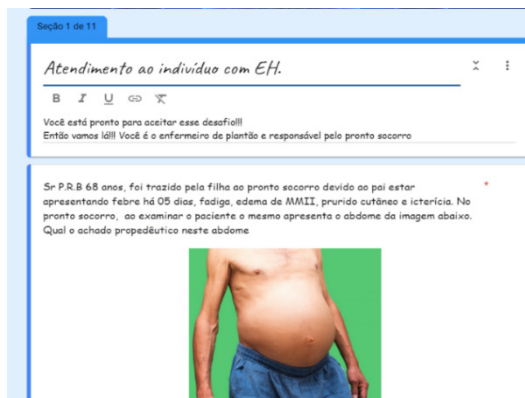 Seção 1 de 11
Atendimento ao indivíduo com EH.
B I U
Você está pronto para aceitar esse desafio!!!
Então vamos lá!!! Você é o enfermeiro de plantão e responsável pelo pronto socorro
Sr P.R.B 68 anos, foi trazido pela filha ao pronto socorro devido ao pai estar
apresentando febre há 05 dias, fadiga, edema de MMII, prurido cutâneo e icterícia. No
pronto socorro, ao examinar o paciente o mesmo apresenta o abdome da imagem abaixo.
Qual o achado propedêutico neste abdome
*